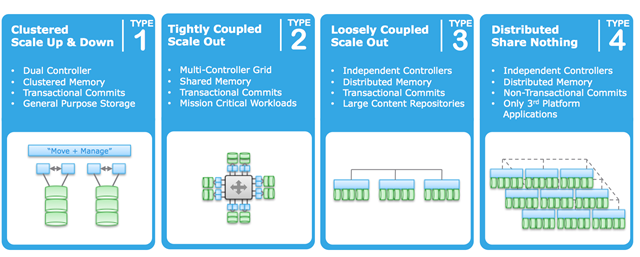 Clustered
Scale Up & Down
TYPE
1
• Dual Controller
• Clustered Memory
• Transactional Commits
• General Purpose Storage
"Move + Manage"
Tightly Coupled
Scale Out
TYPE
2
• Multi-Controller Grid
• Shared Memory
• Transactional Commits
• Mission Critical Workloads
Loosely Coupled
Scale Out
TYPE
3
• Independent Controllers
• Distributed Memory
• Transactional Commits
• Large Content Repositories
Distributed
Share Nothing
TYPE
4
• Independent Controllers
• Distributed Memory
• Non-Transactional Commits
• Only 3rd Platform
Applications